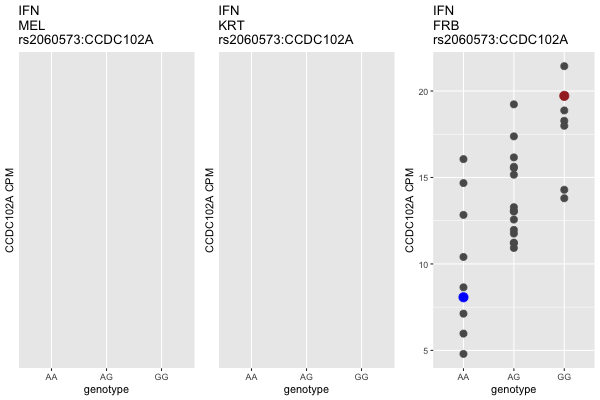 IFN
MEL
rs2060573:CCDC102A
CCDC102A CPM
AA
AG
GG
genotype
IFN
KRT
rs2060573:CCDC102A
CCDC102A CPM
AA
AG
GG
genotype
IFN
FRB
rs2060573:CCDC102A
CCDC102A CPM
20
15
10
5
AA
AG
GG
genotype